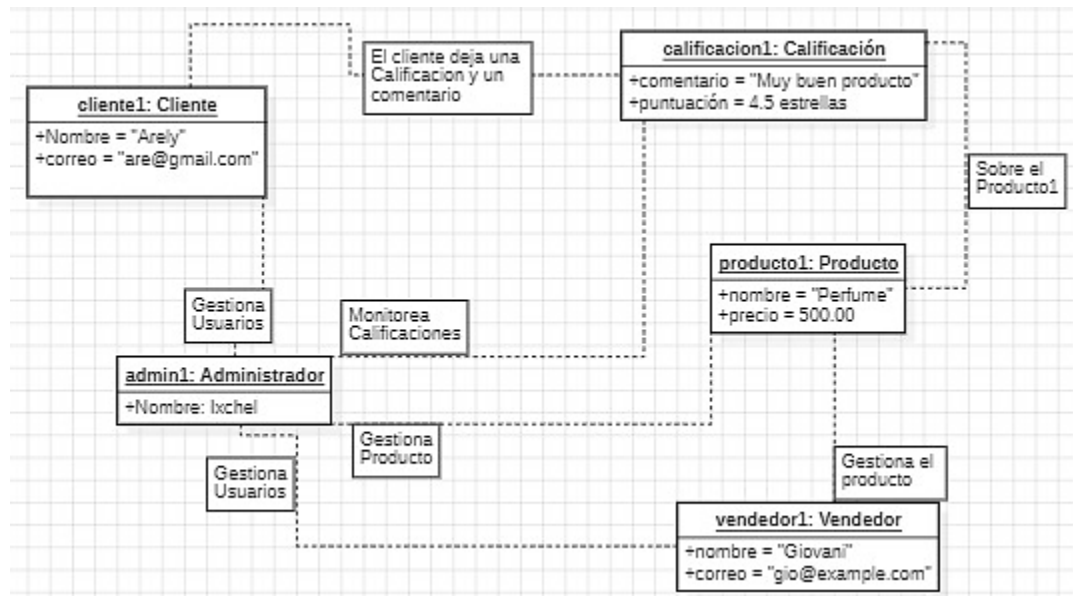 El cliente deja una
Calificacion y un
comentario
calificacion1: Calificación
+comentario = "Muy buen producto"
+puntuación = 4.5 estrellas
cliente1: Cliente
+Nombre = "Arely"
+correo = "are@gmail.com"
Sobre el
Producto1
producto1: Producto
+nombre = "Perfume"
+precio = 500.00
Gestiona
Usuarios
Monitorea
Calificaciones
admin1: Administrador
+Nombre: Ixchel
Gestiona
Producto
Gestiona
Usuarios
Gestiona el
producto
vendedor1: Vendedor
+nombre = "Giovani"
+correo = "gio@example.com"